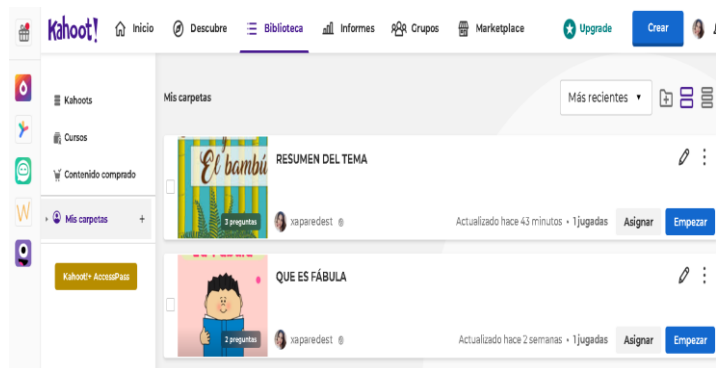 Kahoot! Inicio Descubre Biblioteca Informes Grupos Marketplace Upgrade Crear
Kahoots
Cursos
Contenido comprado
Mis carpetas +
Kahoot!+ AccessPass
Mis carpetas
Más recientes
El bambú
3 preguntas
RESUMEN DEL TEMA
xaparedest
Actualizado hace 43 minutos • 1 jugadas Asignar Empezar
2 preguntas
QUE ES FÁBULA
xaparedest
Actualizado hace 2 semanas • 1 jugadas Asignar Empezar